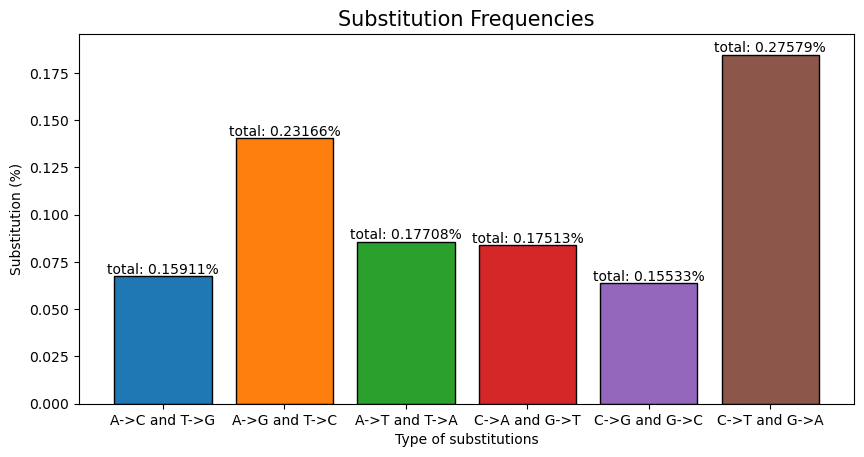 Substitution Frequencies
Substitution (%)
0.175
0.150
0.125
0.100
0.075
0.050
0.025
0.000
total: 0.15911%
total: 0.23166%
total: 0.17708%
total: 0.17513%
total: 0.15533%
total: 0.27579%
A->C and T->G
A->G and T->C
A->T and T->A
C->A and G->T
C->G and G->C
C->T and G->A
Type of substitutions